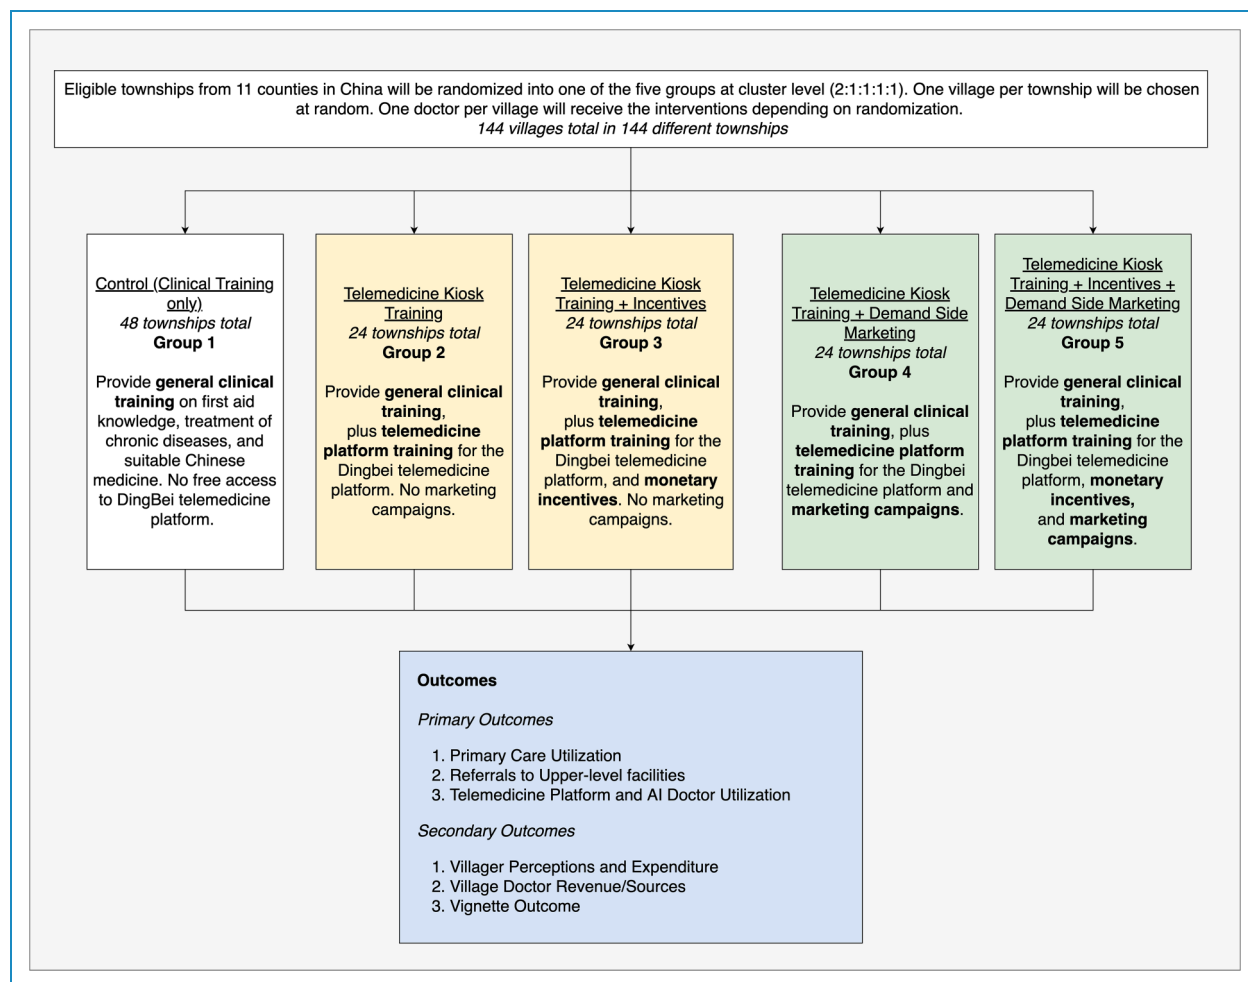 Eligible townships from 11 counties in China will be randomized into one of the five groups at cluster level (2:1:1:1:1). One village per township will be chosen
at random. One doctor per village will receive the interventions depending on randomization.
144 villages total in 144 different townships
Control (Clinical Training
only)
48 townships total
Group 1
Provide general clinical
training on first aid
knowledge, treatment of
chronic diseases, and
suitable Chinese
medicine. No free access
to DingBei telemedicine
platform.
Telemedicine Kiosk
Training
24 townships total
Group 2
Provide general clinical
training,
plus telemedicine
platform training for the
Dingbei telemedicine
platform. No marketing
campaigns.
Telemedicine Kiosk
Training + Incentives
24 townships total
Group 3
Provide general clinical
training,
plus telemedicine
platform training for the
Dingbei telemedicine
platform, and monetary
incentives. No marketing
campaigns.
Telemedicine Kiosk
Training + Demand Side
Marketing
24 townships total
Group 4
Provide general clinical
training, plus
telemedicine platform
training for the Dingbei
telemedicine platform and
marketing campaigns.
Telemedicine Kiosk
Training + Incentives +
Demand Side Marketing
24 townships total
Group 5
Provide general clinical
training,
plus telemedicine
platform training for the
Dingbei telemedicine
platform, monetary
incentives,
and marketing
campaigns.
Outcomes
Primary Outcomes
1. Primary Care Utilization
2. Referrals to Upper-level facilities
3. Telemedicine Platform and AI Doctor Utilization
Secondary Outcomes
1. Villager Perceptions and Expenditure
2. Village Doctor Revenue/Sources
3. Vignette Outcome